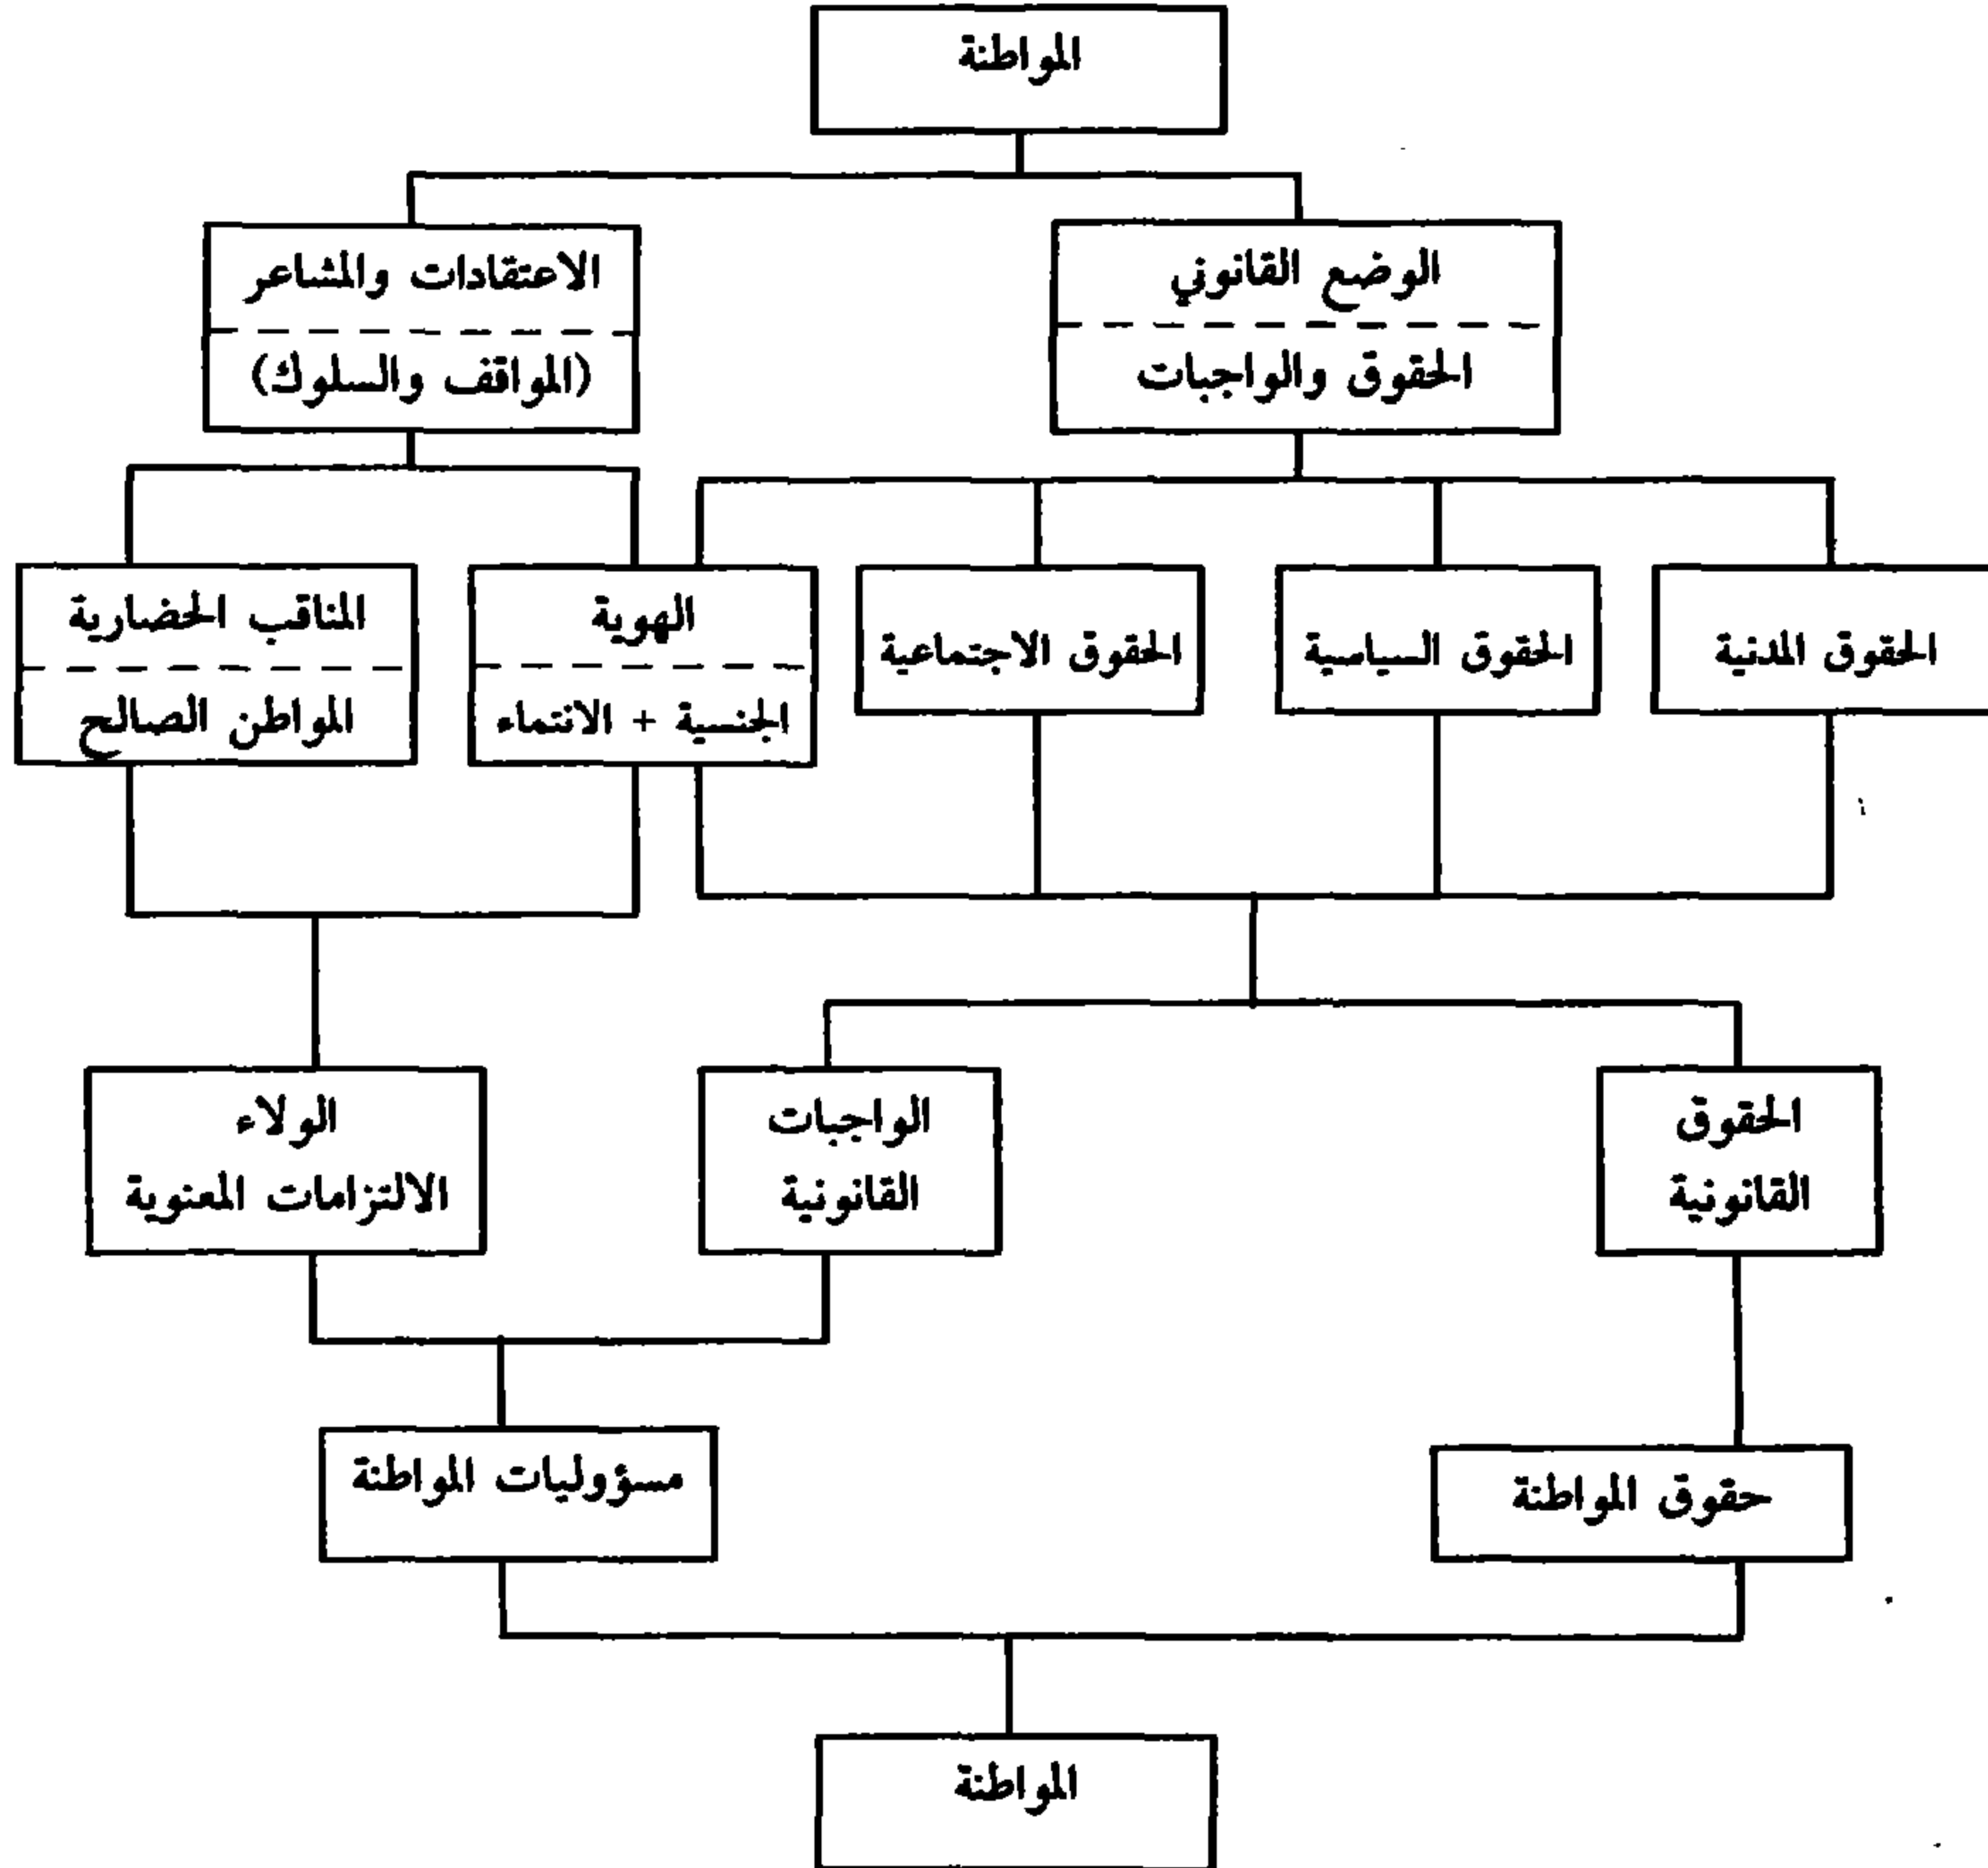 المواطنة
الوضع القانوني
الحقوق والواجبات
الاعتقادات والمشاعر
(المواقف والسلوك)
الحقوق المدنية
الحقوق السياسية
الحقوق الاجتماعية
الهوية
الجنسية + الانتماء
المناقب الحضارية
المواطن الصالح
الحقوق
القانونية
الواجبات
القانونية
الولاء
الالتزامات المعنوية
حقوق المواطنة
مسؤوليات المواطنة
المواطنة